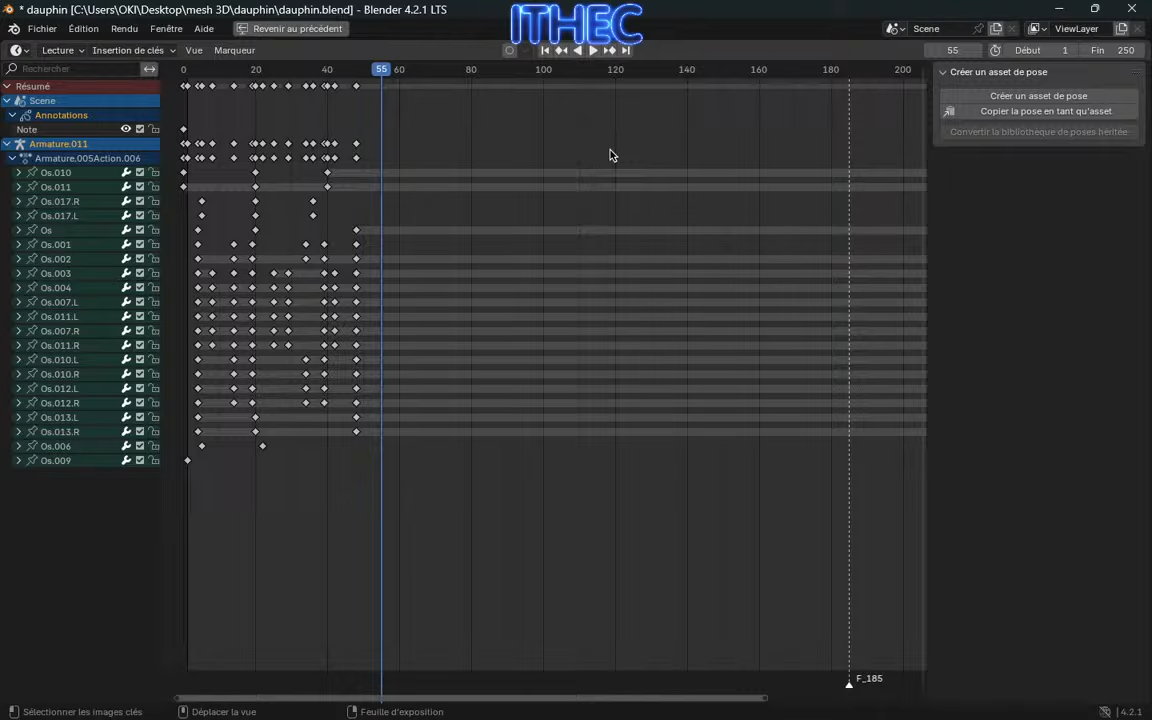 * dauphin [C:\Users\OKI\Desktop\mesh 3D\dauphin\dauphin.blend] - Blender 4.2.1 LTS
ITHEC
Fichier Édition Rendu Fenêtre Aide Revenir au précédent Scene ViewLayer
Lecture Insertion de clés Vue Marqueur 55 Début 1 Fin 250
Rechercher 0 20 40 55 60 80 100 120 140 160 180 200
Créer un asset de pose
Résumé
Créer un asset de pose
Scene
Copier la pose en tant qu'asset
Annotations
Note
Convertir la bibliothèque de poses héritée
Armature.011
Armature.005Action.006
Os.010
Os.011
Os.017.R
Os.017.L
Os
Os.001
Os.002
Os.003
Os.004
Os.007.L
Os.011.L
Os.007.R
Os.011.R
Os.010.L
Os.010.R
Os.012.L
Os.012.R
Os.013.L
Os.013.R
Os.006
Os.009
F_185
Sélectionner les images clés Déplacer la vue Feuille d'exposition 4.2.1